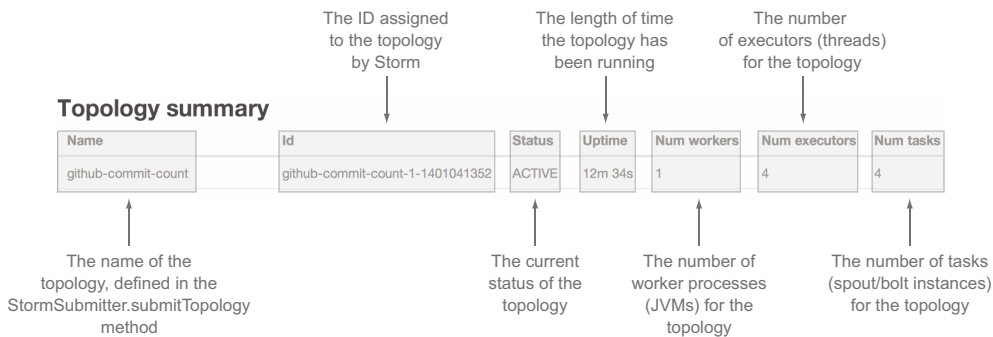 The ID assigned
to the topology
by Storm
The length of time
the topology has
been running
The number
of executors (threads)
for the topology
Topology summary
Name Id Status Uptime Num workers Num executors Num tasks
github-commit-count github-commit-count-1-1401041352 ACTIVE 12m 34s 1 4 4
The name of the
topology, defined in the
StormSubmitter.submitTopology
method
The current
status of the
topology
The number of
worker processes
(JVMs) for the
topology
The number of tasks
(spout/bolt instances)
for the topology